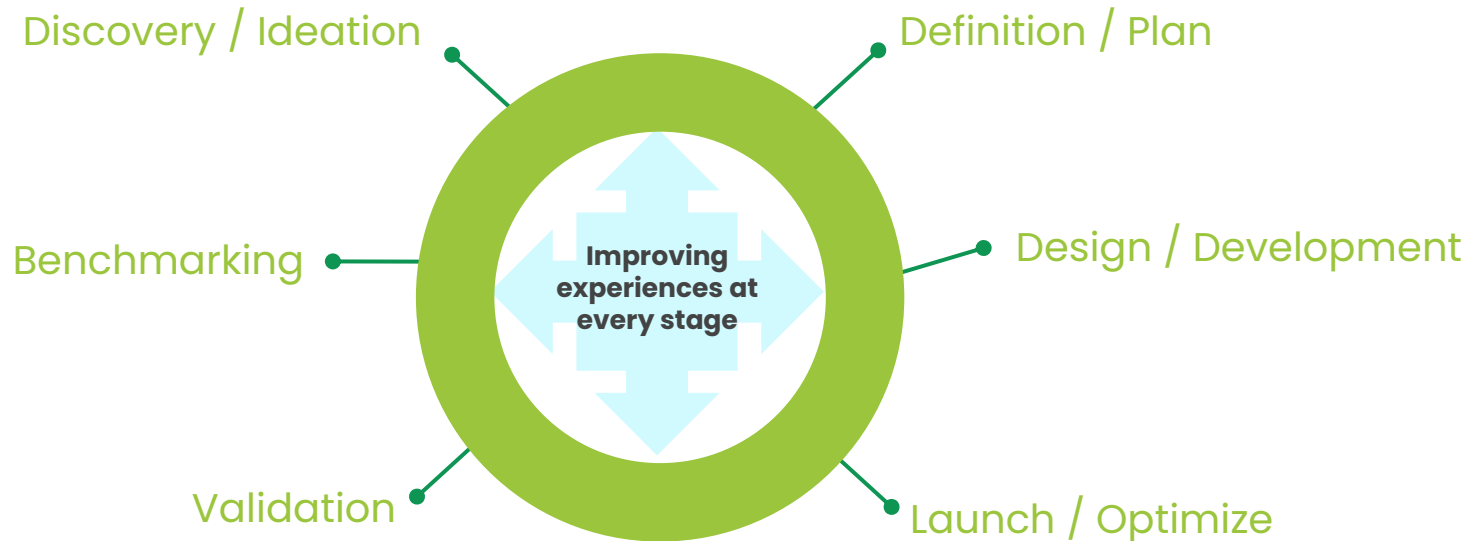 Discovery / Ideation
Definition / Plan
Benchmarking
Improving
experiences at
every stage
Design / Development
Validation
Launch / Optimize